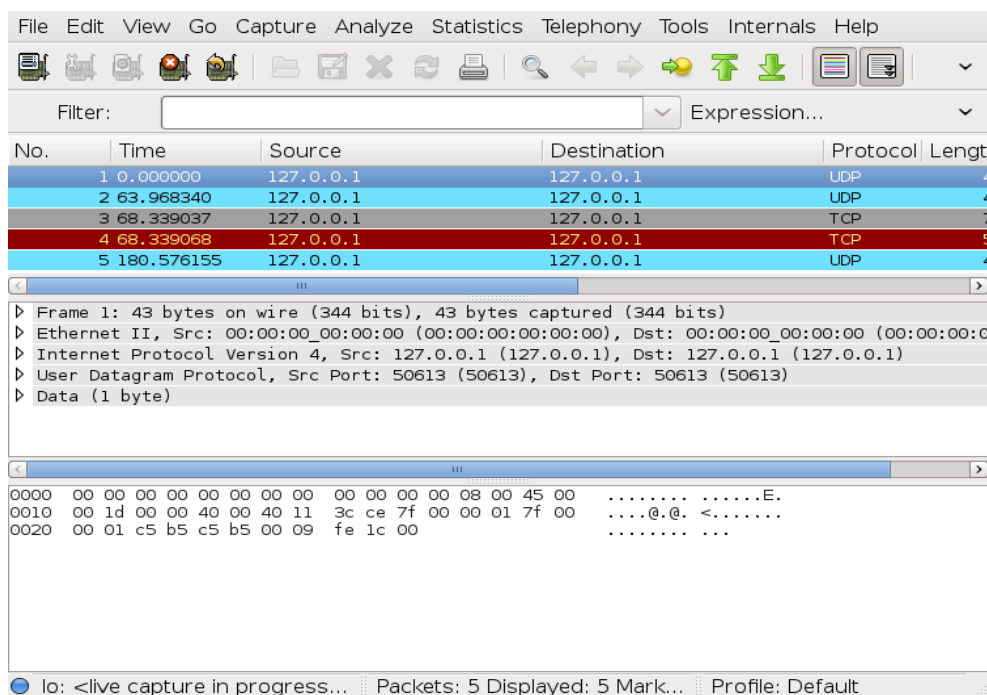 File Edit View Go Capture Analyze Statistics Telephony Tools Internals Help
Filter: Expression...
No. Time Source Destination Protocol Lengt
1 0.000000 127.0.0.1 127.0.0.1 UDP 4
2 63.968340 127.0.0.1 127.0.0.1 UDP 4
3 68.339037 127.0.0.1 127.0.0.1 TCP 7
4 68.339068 127.0.0.1 127.0.0.1 TCP 5
5 180.576155 127.0.0.1 127.0.0.1 UDP 4
Frame 1: 43 bytes on wire (344 bits), 43 bytes captured (344 bits)
Ethernet II, Src: 00:00:00_00:00:00 (00:00:00:00:00:00), Dst: 00:00:00_00:00:00 (00:00:0
Internet Protocol Version 4, Src: 127.0.0.1 (127.0.0.1), Dst: 127.0.0.1 (127.0.0.1)
User Datagram Protocol, Src Port: 50613 (50613), Dst Port: 50613 (50613)
Data (1 byte)
0000 00 00 00 00 00 00 00 00 00 00 00 00 08 00 45 00 ........ ......E.
0010 00 1d 00 00 40 00 40 11 3c ce 7f 00 00 01 7f 00 ....@.@. <.......
0020 00 01 c5 b5 c5 b5 00 09 fe 1c 00 ........ ...
lo: <live capture in progress... Packets: 5 Displayed: 5 Mark... Profile: Default